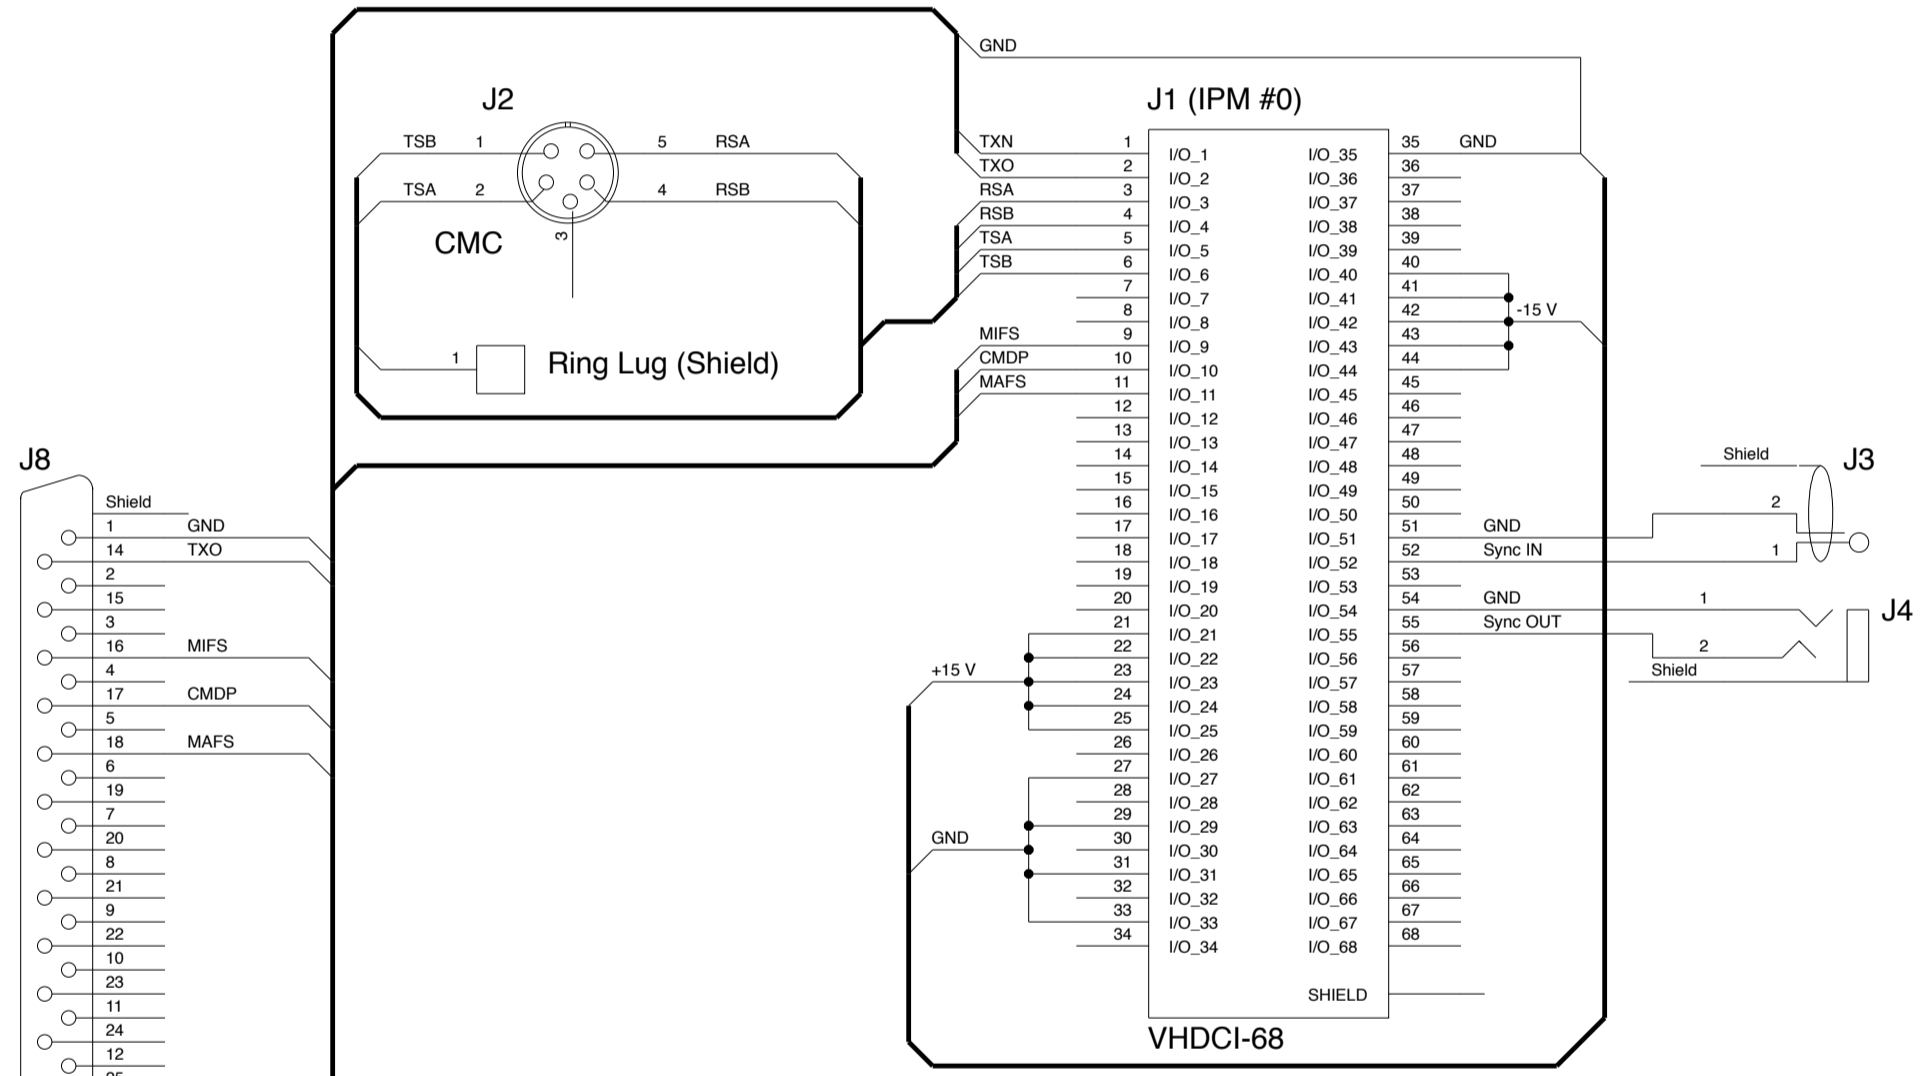 GND
J2
J1 (IPM #0)
TSB 1
5 RSA
TSA 2
4 RSB
3
CMC
1
Ring Lug (Shield)
TXN 1 I/O_1 I/O_35 35 GND
TXO 2 I/O_2 I/O_36 36
RSA 3 I/O_3 I/O_37 37
RSB 4 I/O_4 I/O_38 38
TSA 5 I/O_5 I/O_39 39
TSB 6 I/O_6 I/O_40 40
7 I/O_7 I/O_41 41
8 I/O_8 I/O_42 42 -15 V
MIFS 9 I/O_9 I/O_43 43
CMDP 10 I/O_10 I/O_44 44
MAFS 11 I/O_11 I/O_45 45
12 I/O_12 I/O_46 46
13 I/O_13 I/O_47 47
14 I/O_14 I/O_48 48
15 I/O_15 I/O_49 49
16 I/O_16 I/O_50 50
17 I/O_17 I/O_51 51 GND
18 I/O_18 I/O_52 52 Sync IN
19 I/O_19 I/O_53 53
20 I/O_20 I/O_54 54 GND
21 I/O_21 I/O_55 55 Sync OUT
22 I/O_22 I/O_56 56
+15 V 23 I/O_23 I/O_57 57
24 I/O_24 I/O_58 58
25 I/O_25 I/O_59 59
26 I/O_26 I/O_60 60
27 I/O_27 I/O_61 61
28 I/O_28 I/O_62 62
29 I/O_29 I/O_63 63
GND 30 I/O_30 I/O_64 64
31 I/O_31 I/O_65 65
32 I/O_32 I/O_66 66
33 I/O_33 I/O_67 67
34 I/O_34 I/O_68 68
SHIELD
VHDCI-68
J3
Shield
2
1
J4
1
2
Shield
J8
Shield
1 GND
14 TXO
2
15
3
16 MIFS
4
17 CMDP
5
18 MAFS
6
19
7
20
8
21
9
22
10
23
11
24
12